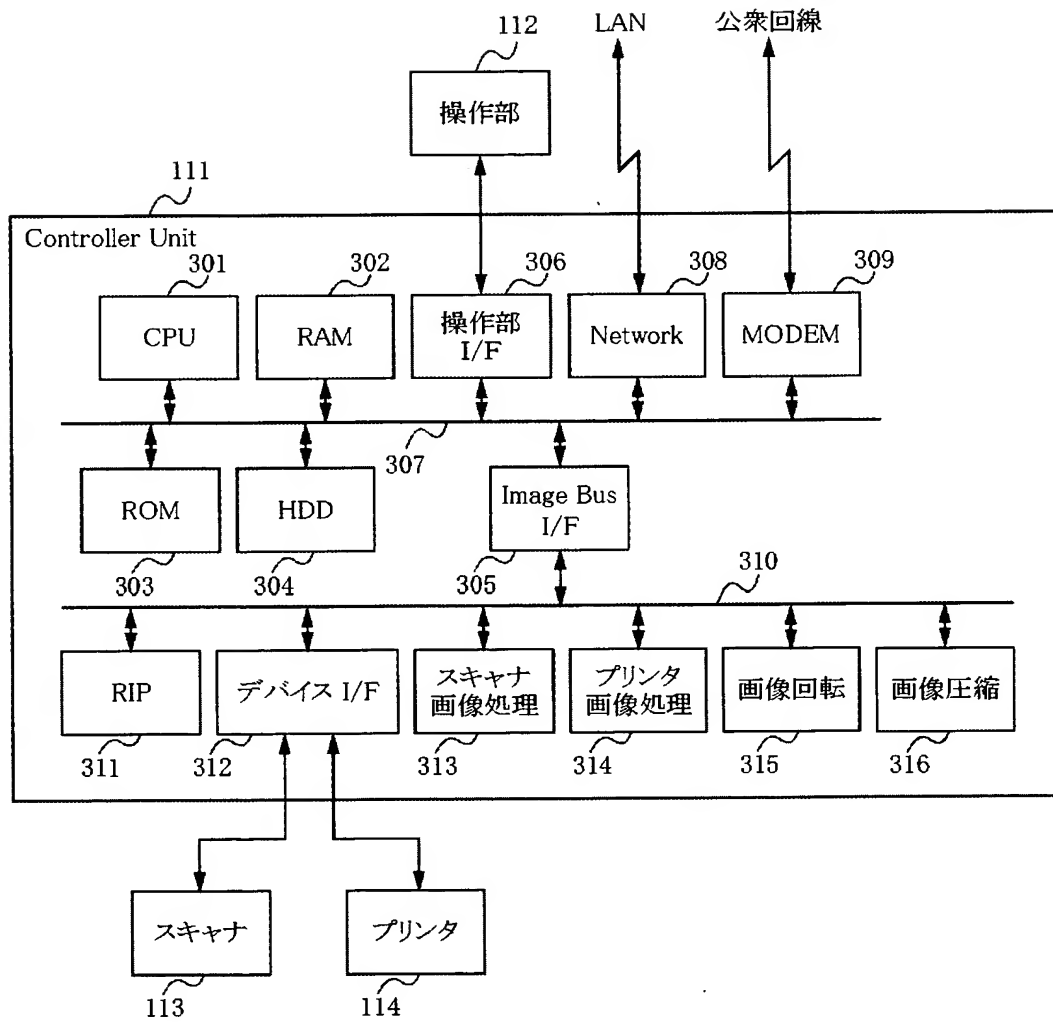 LAN
公衆回線
112
操作部
111
Controller Unit
301
302
306
308
309
CPU
RAM
操作部
I/F
Network
MODEM
307
ROM
HDD
Image Bus
I/F
303
304
305
310
RIP
デバイス I/F
スキャナ
画像処理
プリンタ
画像処理
画像回転
画像圧縮
311
312
313
314
315
316
スキャナ
プリンタ
113
114